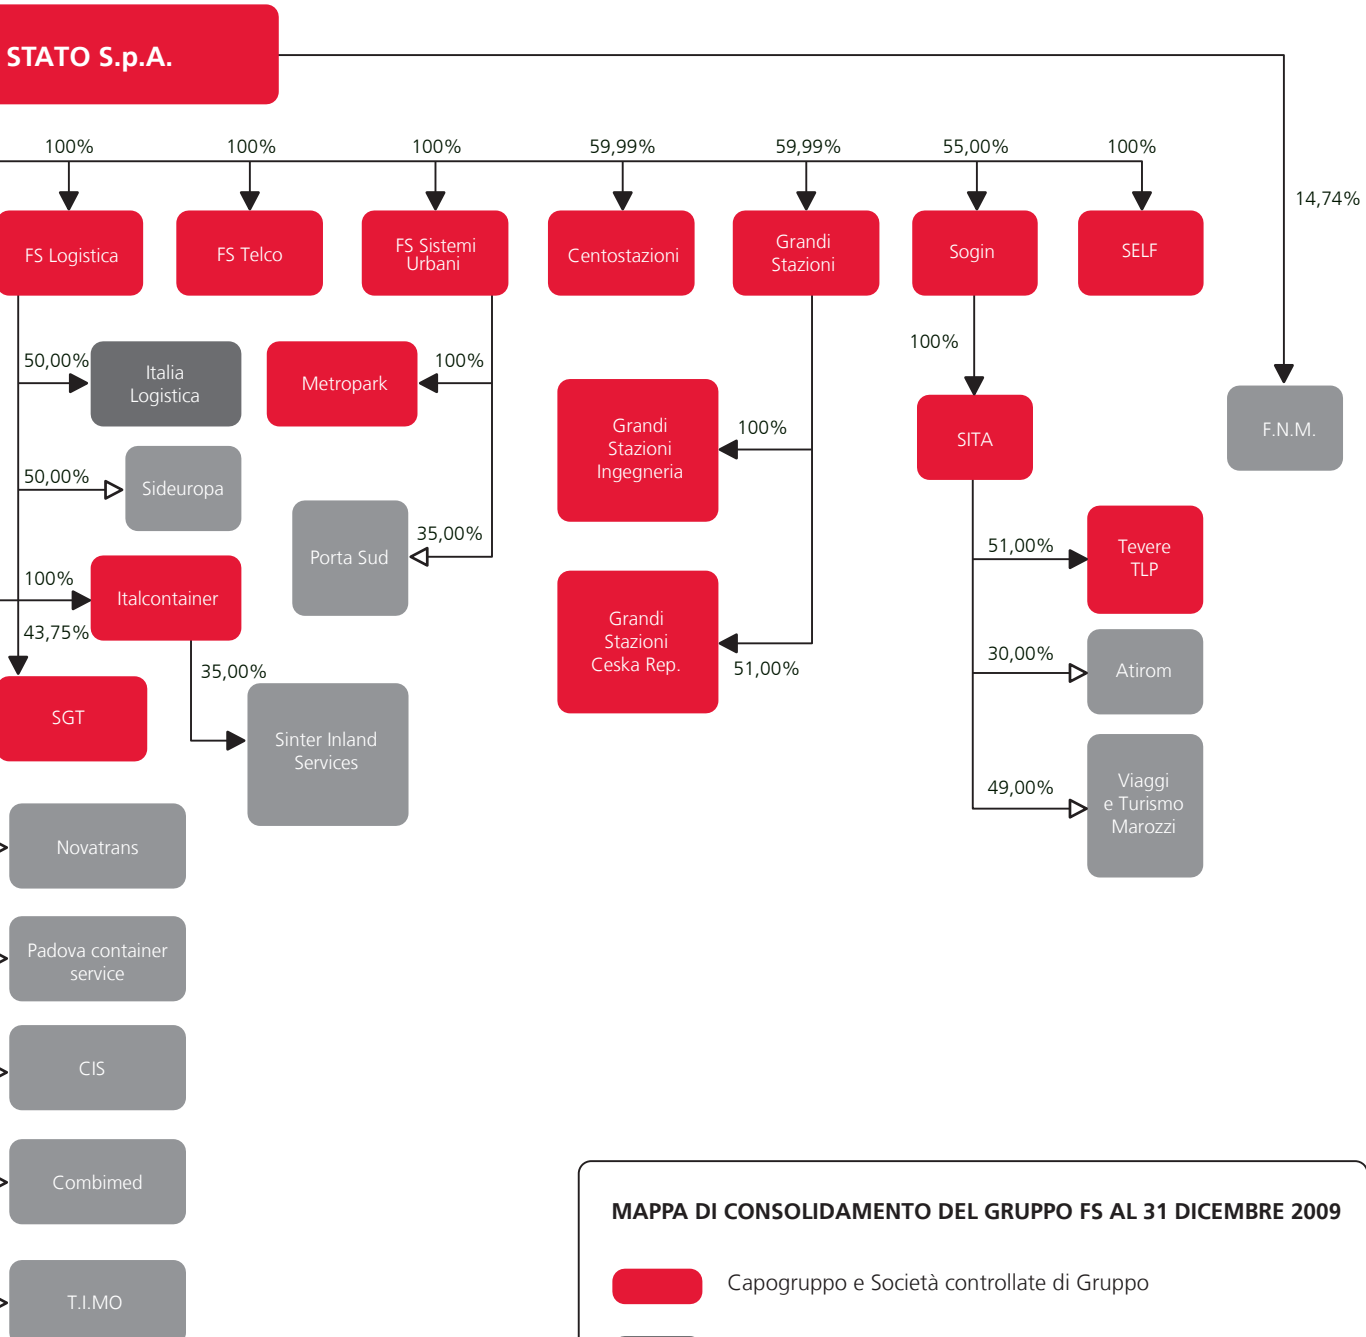 STATO S.p.A.
100%
100%
100%
59,99%
59,99%
55,00%
100%
14,74%
FS Logistica
FS Telco
FS Sistemi
Urbani
Centostazioni
Grandi
Stazioni
Sogin
SELF
50,00%
Italia
Logistica
Metropark
100%
100%
Grandi
Stazioni
Ingegneria
100%
SITA
F.N.M.
50,00%
Sideuropa
Porta Sud
35,00%
51,00%
Tevere
TLP
100%
Italcontainer
43,75%
Grandi
Stazioni
Ceska Rep.
51,00%
30,00%
Atirom
35,00%
SGT
Sinter Inland
Services
49,00%
Viaggi
e Turismo
Marozzi
Novatrans
Padova container
service
CIS
Combimed
T.I.MO
MAPPA DI CONSOLIDAMENTO DEL GRUPPO FS AL 31 DICEMBRE 2009
Capogruppo e Società controllate di Gruppo